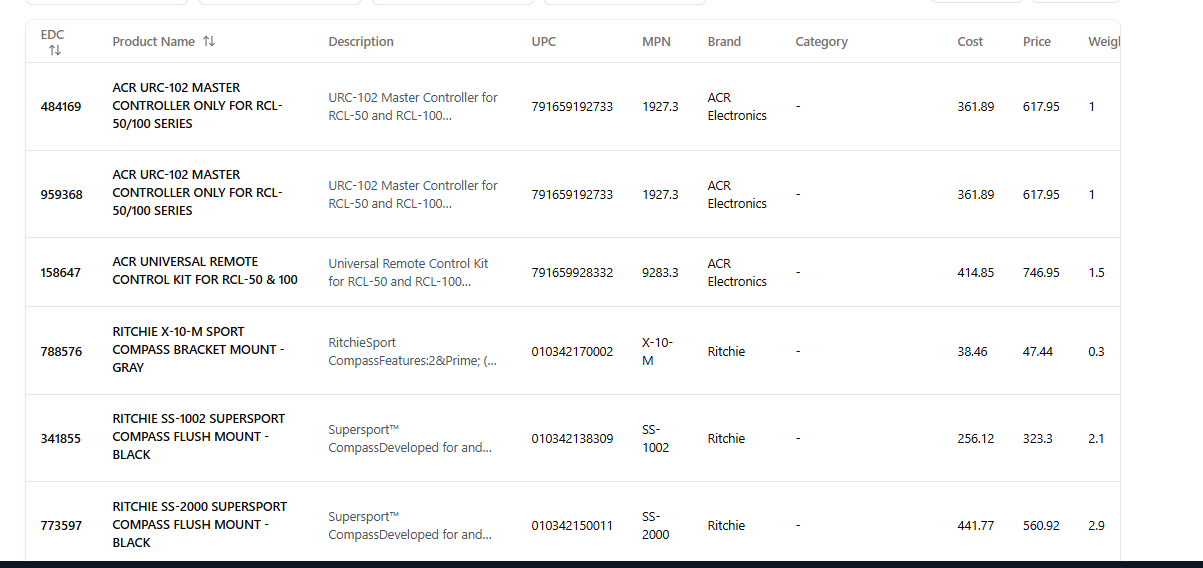 EDC
Product Name
Description
UPC
MPN
Brand
Category
Cost
Price
Weigl
484169
ACR URC-102 MASTER
CONTROLLER ONLY FOR RCL-
50/100 SERIES
URC-102 Master Controller for
RCL-50 and RCL-100...
791659192733
1927.3
ACR
Electronics
-
361.89
617.95
1
959368
ACR URC-102 MASTER
CONTROLLER ONLY FOR RCL-
50/100 SERIES
URC-102 Master Controller for
RCL-50 and RCL-100...
791659192733
1927.3
ACR
Electronics
-
361.89
617.95
1
158647
ACR UNIVERSAL REMOTE
CONTROL KIT FOR RCL-50 & 100
Universal Remote Control Kit
for RCL-50 and RCL-100...
791659928332
9283.3
ACR
Electronics
-
414.85
746.95
1.5
788576
RITCHIE X-10-M SPORT
COMPASS BRACKET MOUNT -
GRAY
RitchieSport
CompassFeatures:2&Prime; (...
010342170002
X-10-
M
Ritchie
-
38.46
47.44
0.3
341855
RITCHIE SS-1002 SUPERSPORT
COMPASS FLUSH MOUNT -
BLACK
Supersport™
CompassDeveloped for and...
010342138309
SS-
1002
Ritchie
-
256.12
323.3
2.1
773597
RITCHIE SS-2000 SUPERSPORT
COMPASS FLUSH MOUNT -
BLACK
Supersport™
CompassDeveloped for and...
010342150011
SS-
2000
Ritchie
-
441.77
560.92
2.9